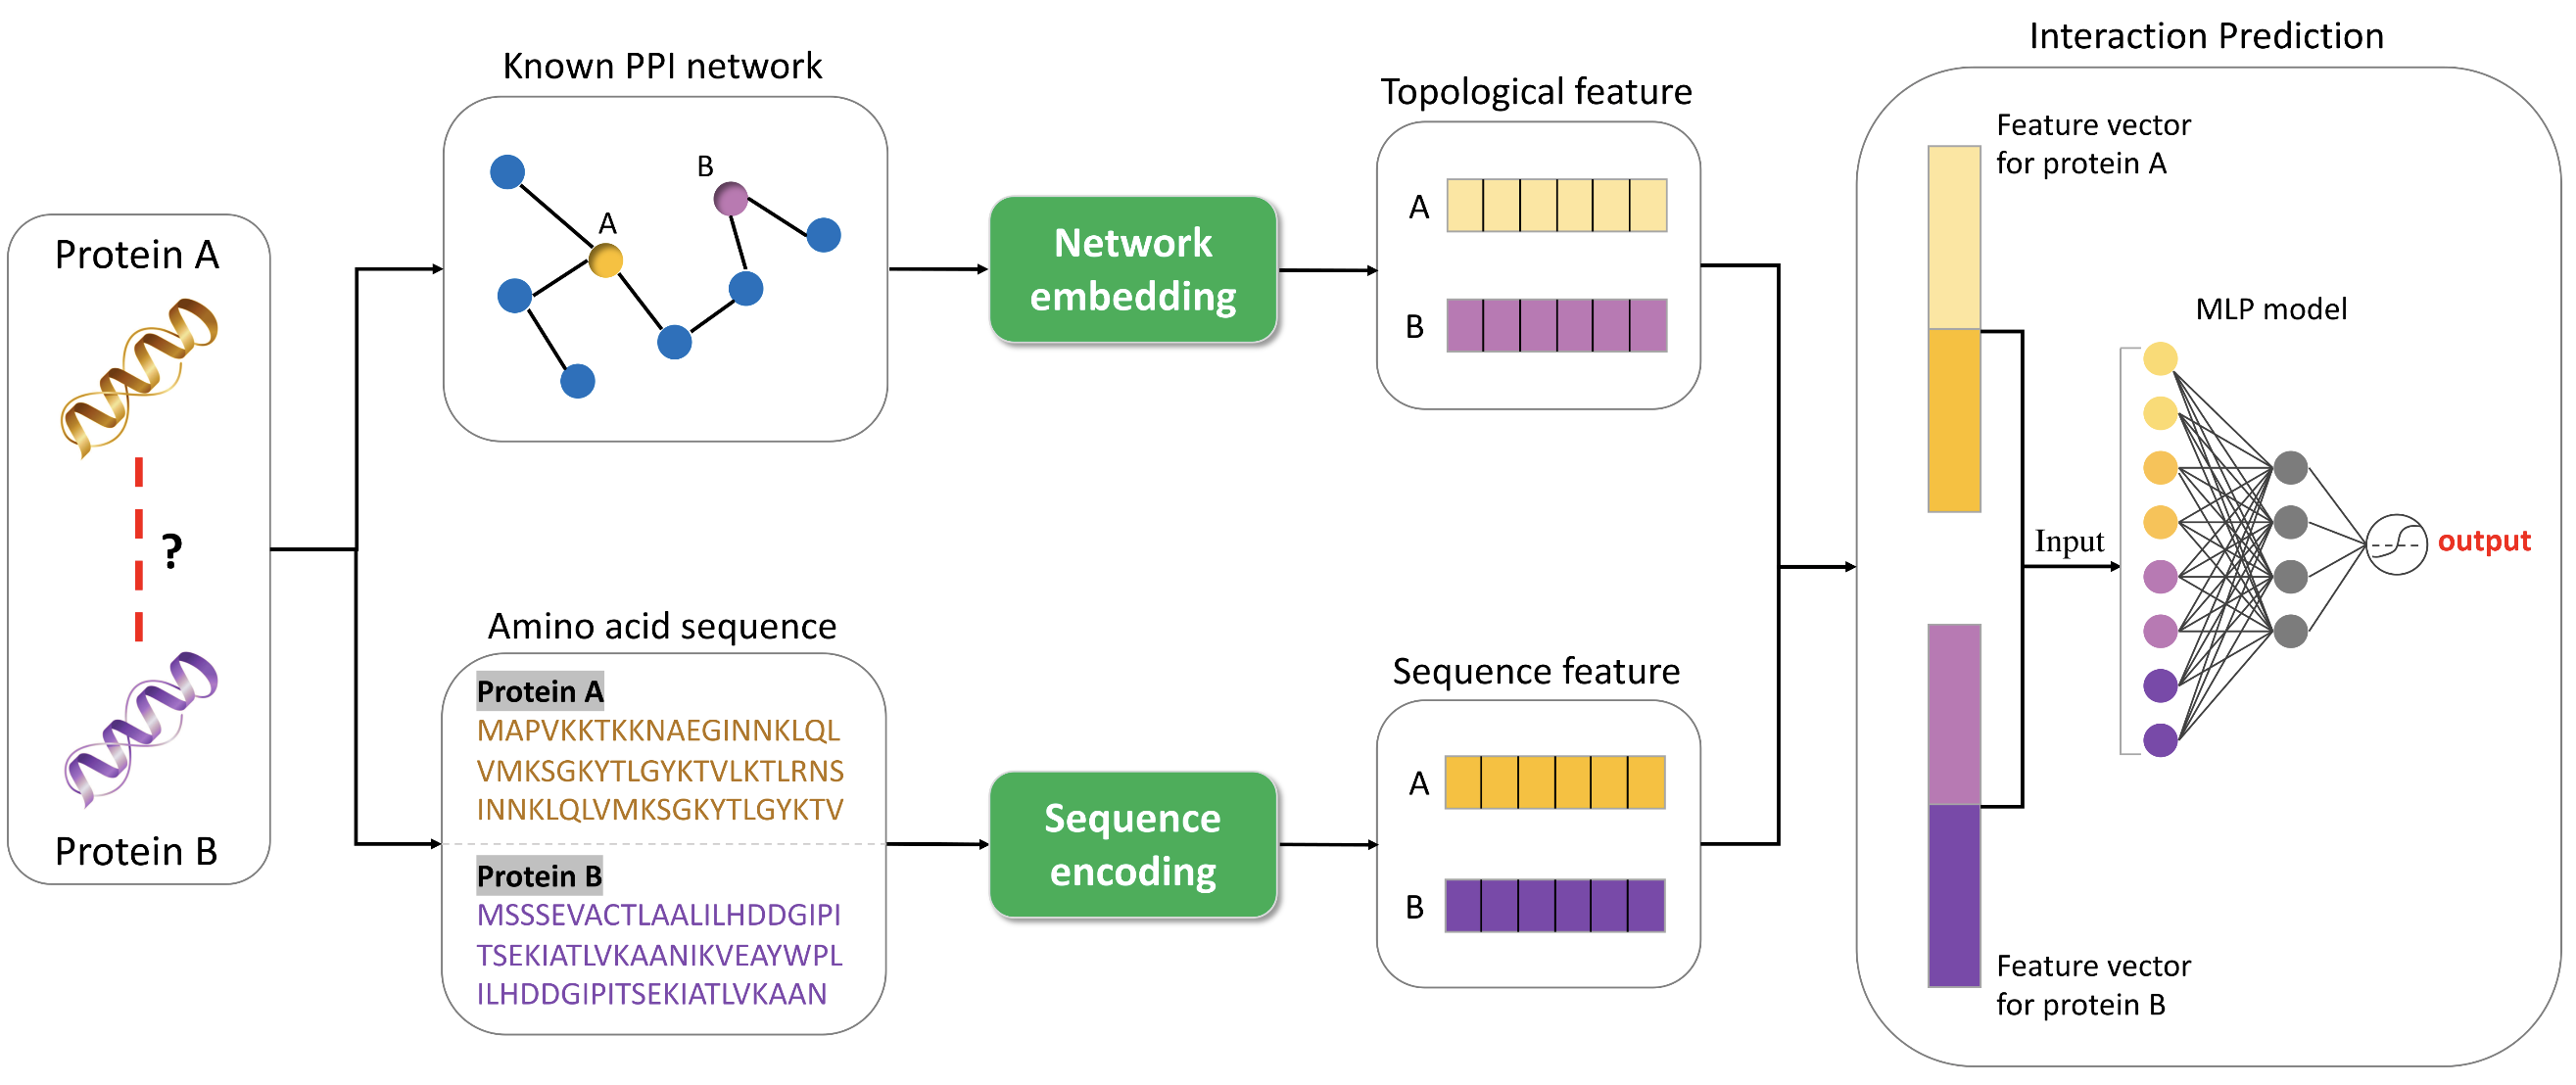 Protein A
?
Protein B
Known PPI network
A
B
Amino acid sequence
Protein A
MAPVKKTKKNAEGINNKLQL
VMKSGKYTLGYKTVLKTLRNS
INNKLQLVMKSGKYTLGYKTV
Protein B
MSSSEVACTLAALILHDDGIPI
TSEKIATLVKAANIKVEAYWPL
ILHDDGIPITSEKIATLVKAAN
Network
embedding
Sequence
encoding
Topological feature
A
B
Sequence feature
A
B
Interaction Prediction
Feature vector
for protein A
Feature vector
for protein B
Input
MLP model
output